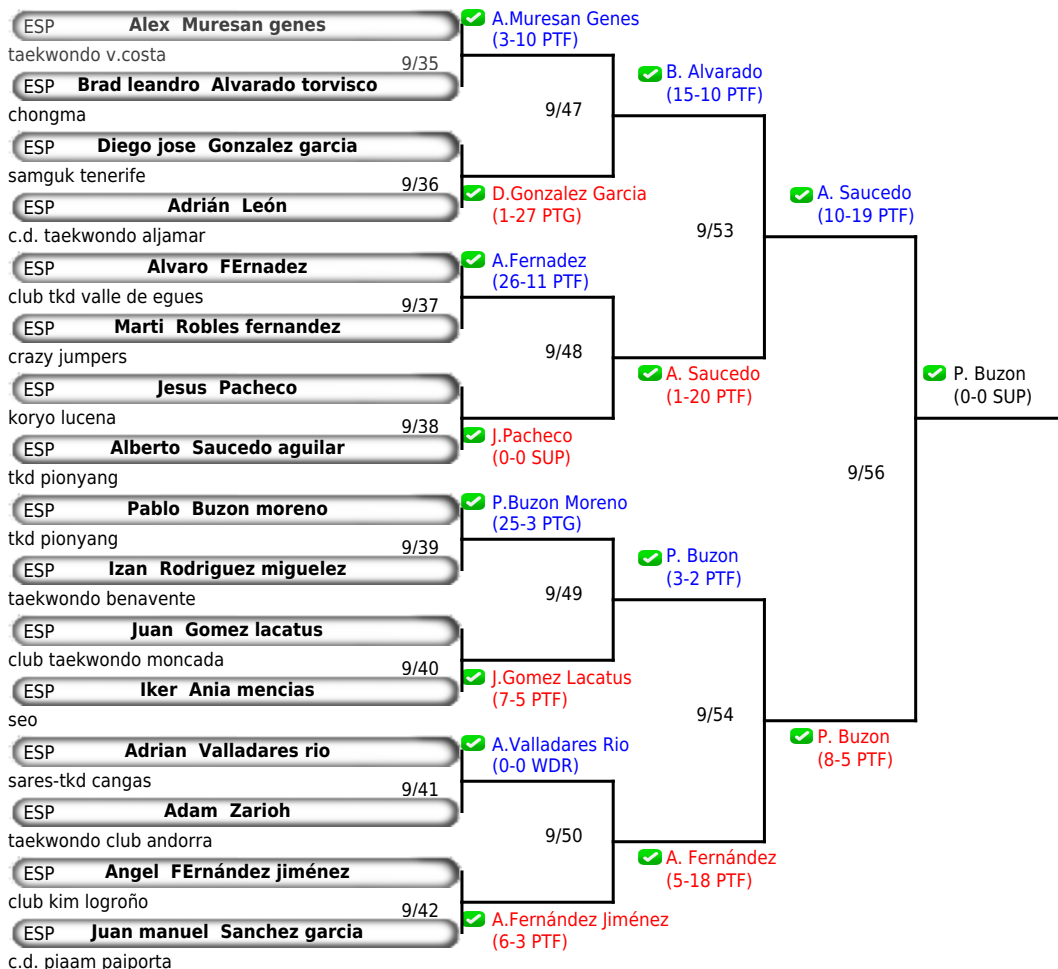 ESP Alex Muresan genes
A.Muresan Genes
(3-10 PTF)
taekwondo v.costa
9/35
ESP Brad leandro Alvarado torvisco
B. Alvarado
(15-10 PTF)
chongma
9/47
ESP Diego jose Gonzalez garcia
samguk tenerife
9/36
D.Gonzalez Garcia
(1-27 PTG)
A. Saucedo
(10-19 PTF)
ESP Adrián León
c.d. taekwondo aljamar
9/53
ESP Alvaro FErnadez
A.Fernadez
(26-11 PTF)
club tkd valle de egues
9/37
ESP Marti Robles fernandez
crazy jumpers
9/48
ESP Jesus Pacheco
A. Saucedo
(1-20 PTF)
P. Buzon
(0-0 SUP)
koryo lucena
9/38
J.Pacheco
(0-0 SUP)
ESP Alberto Saucedo aguilar
tkd pionyang
9/56
ESP Pablo Buzon moreno
P.Buzon Moreno
(25-3 PTG)
tkd pionyang
9/39
ESP Izan Rodriguez miguelez
P. Buzon
(3-2 PTF)
taekwondo benavente
9/49
ESP Juan Gomez lacatus
club taekwondo moncada
9/40
J.Gomez Lacatus
(7-5 PTF)
ESP Iker Ania mencias
seo
9/54
ESP Adrian Valladares rio
A.Valladares Rio
(0-0 WDR)
P. Buzon
(8-5 PTF)
sares-tkd cangas
9/41
ESP Adam Zarioh
taekwondo club andorra
9/50
ESP Angel FErnández jiménez
A. Fernández
(5-18 PTF)
club kim logroño
9/42
A.Fernández Jiménez
(6-3 PTF)
ESP Juan manuel Sanchez garcia
c.d. piaam paiporta